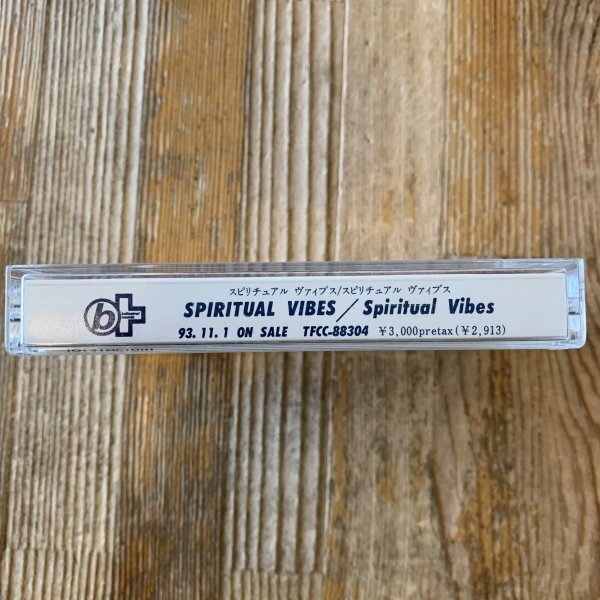 スピリチュアル ヴァイブス/スピリチュアル ヴァイブス
b
SPIRITUAL VIBES/Spiritual Vibes
93.11.1 ON SALE TFCC-88304 ¥3,000pretax(¥2,913)